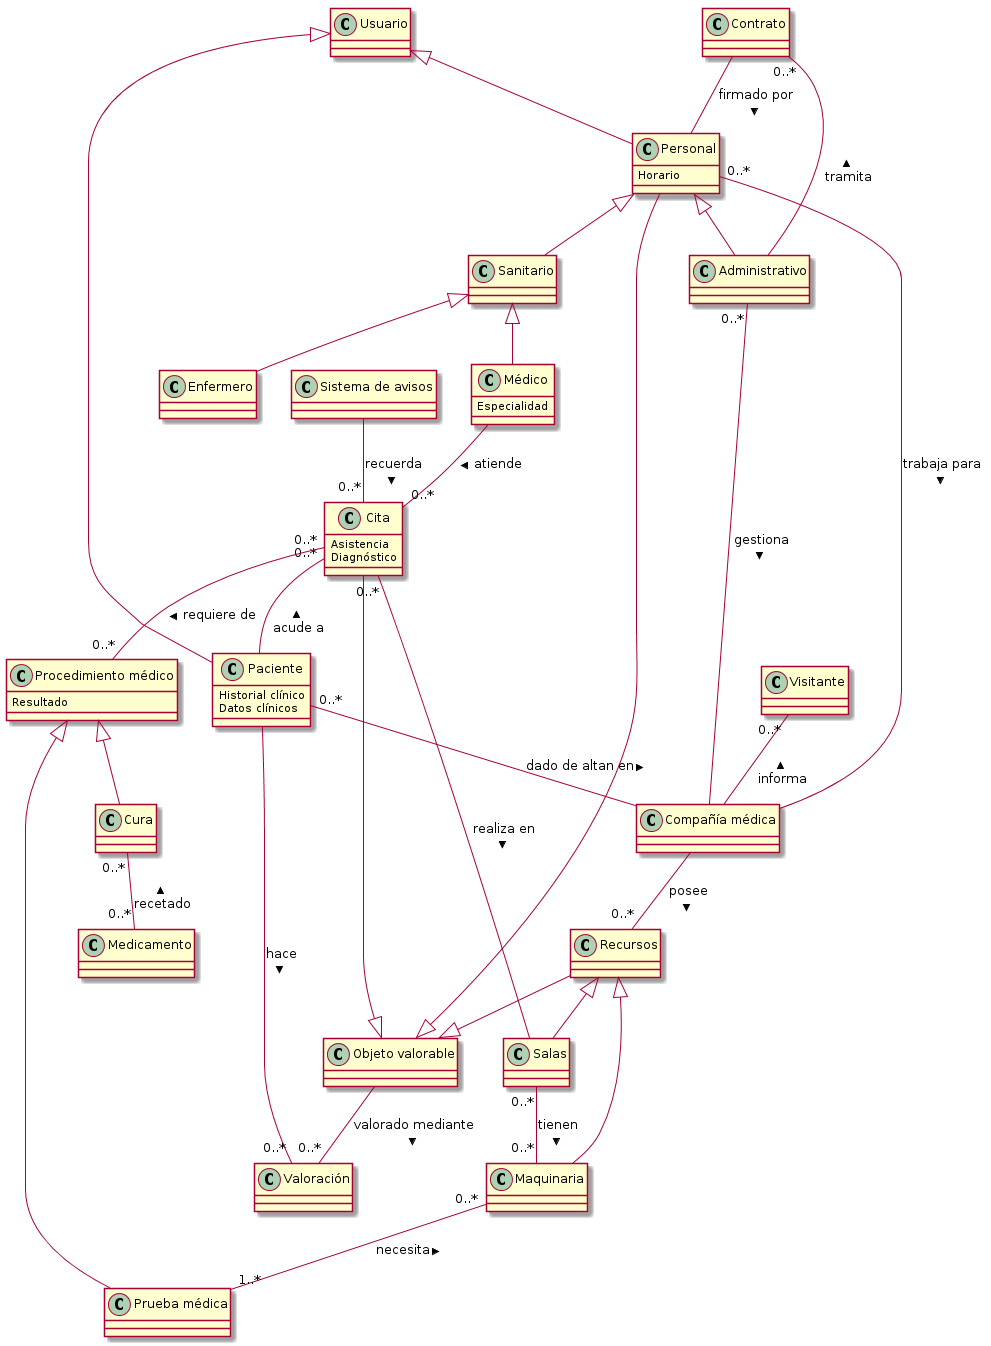 C Usuario
C Contrato
0..*
firmado por
▼
C Personal
Horario
0..*
▲
tramita
C Sanitario
C Administrativo
0..*
C Enfermero
C Sistema de avisos
C Médico
Especialidad
recuerda
▼
◄ atiende
trabaja para
▼
0..*
0..*
C Cita
Asistencia
Diagnóstico
0..*
0..*
0..*
gestiona
▼
◄ requiere de
▲
acude a
0..*
C Procedimiento médico
Resultado
C Paciente
Historial clínico
Datos clínicos
0..*
C Visitante
0..*
dado de altan en►
▲
informa
C Cura
0..*
realiza en
▼
C Compañía médica
▲
recetado
0..*
posee
▼
0..*
C Medicamento
hace
▼
C Recursos
C Objeto valorable
C Salas
0..*
valorado mediante
▼
tienen
▼
0..*
0..*
0..*
C Valoración
C Maquinaria
0..*
necesita►
1..*
C Prueba médica